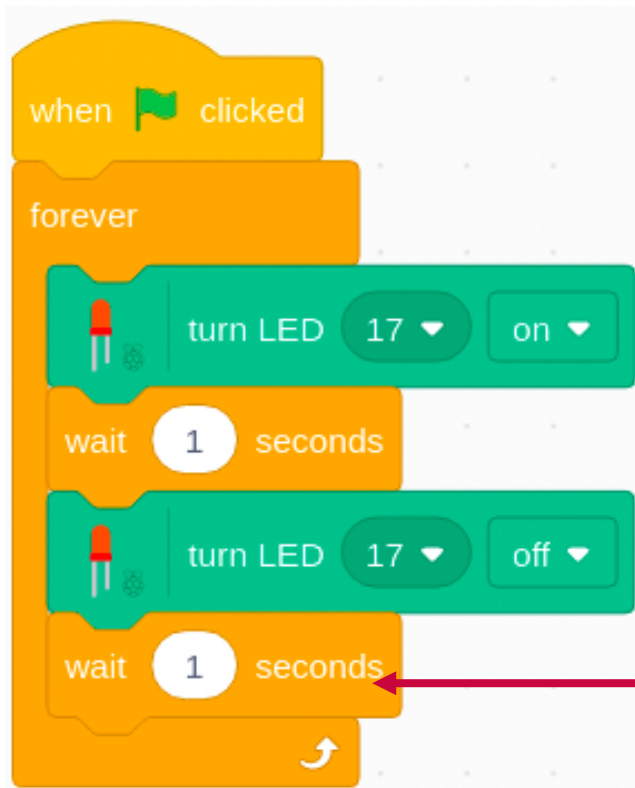 when clicked
forever
turn LED 17 on
wait 1 seconds
turn LED 17 off
wait 1 seconds